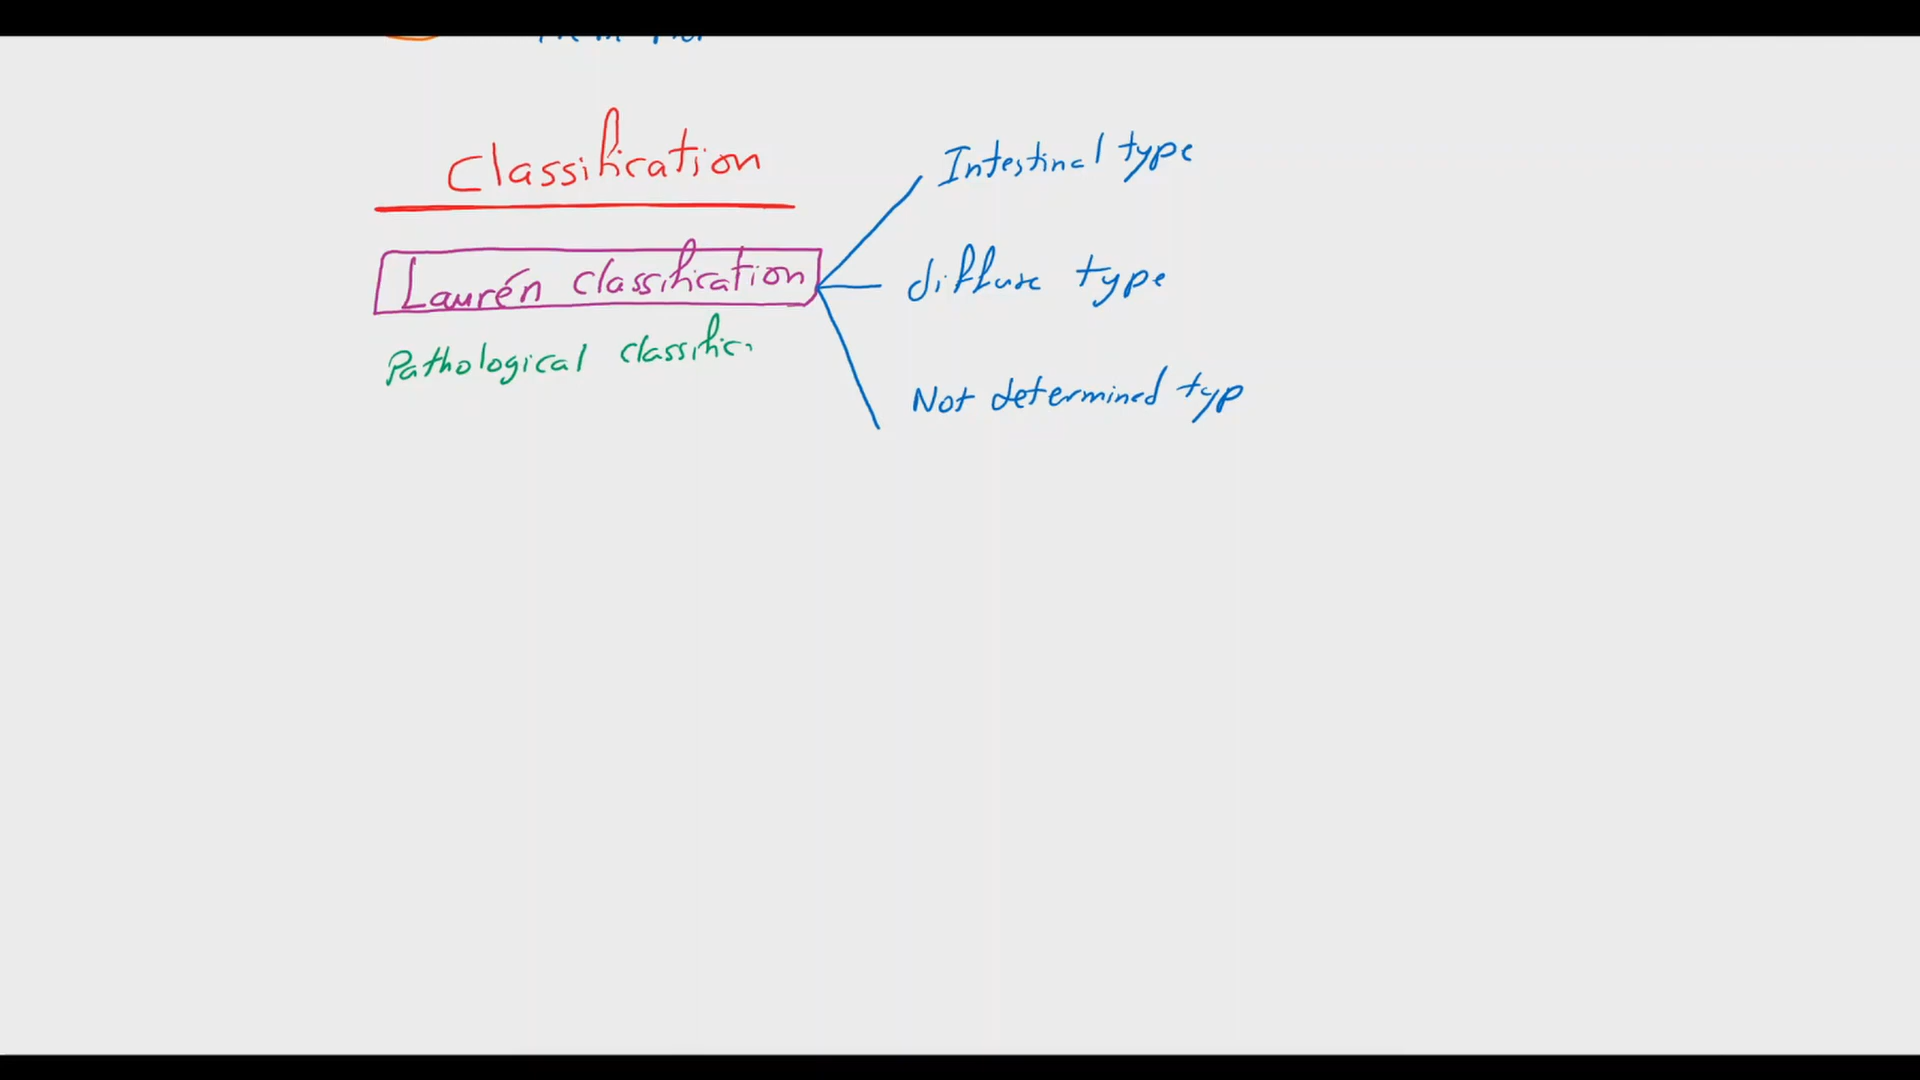 Classification
Laurén classification
Pathological classific
Intestinal type
diffuse type
Not determined typ